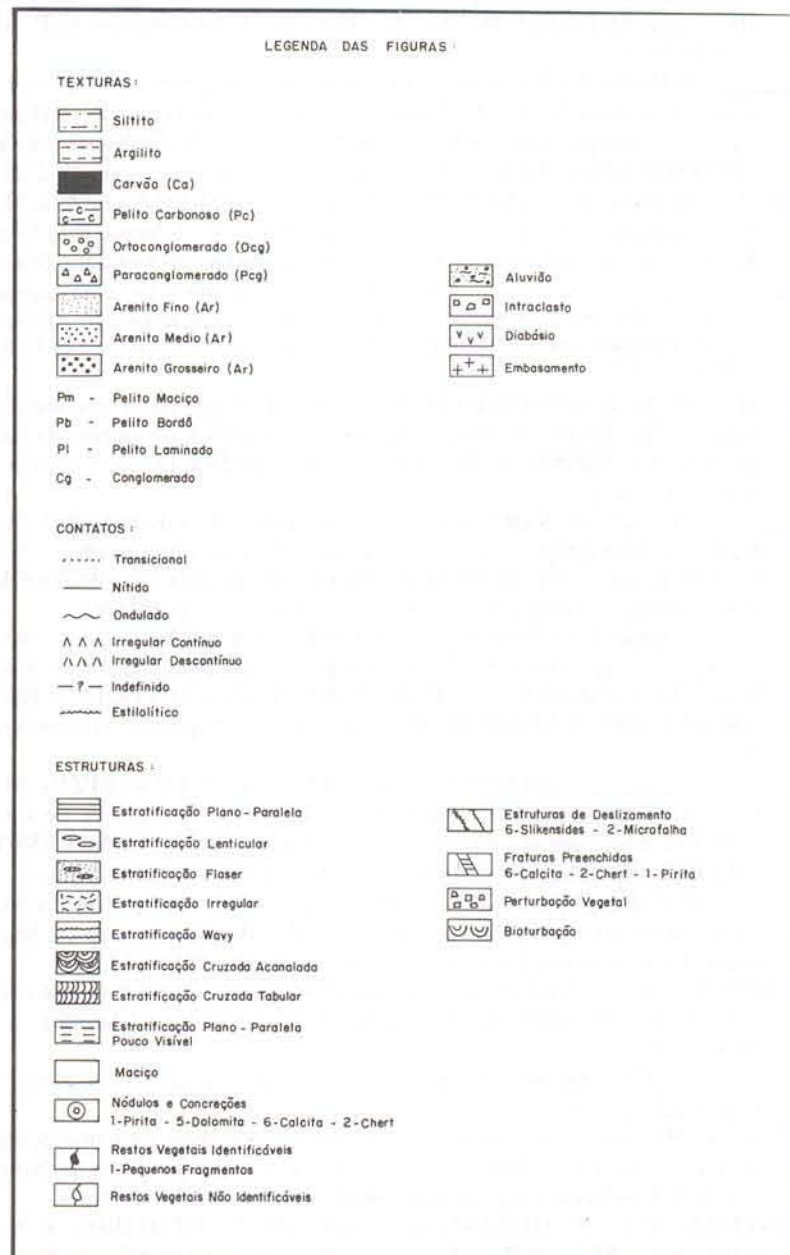 LEGENDA DAS FIGURAS:
TEXTURAS:
Siltito
Argilito
Carvão (Ca)
Pelito Carbonoso (Pc)
Ortoconglomerado (Ocg)
Paraconglomerado (Pcg)
Arenito Fino (Ar)
Arenito Medio (Ar)
Arenito Grosseiro (Ar)
Aluvião
Intraclasto
Diabásio
Embasamento
Pm - Pelito Maciço
Pb - Pelito Bordô
Pl - Pelito Laminado
Cg - Conglomerado
CONTATOS:
Transicional
Nítido
Ondulado
Irregular Contínuo
Irregular Descontínuo
? Indefinido
Estilolítico
ESTRUTURAS:
Estratificação Plano-Paralela
Estratificação Lenticular
Estratificação Flaser
Estratificação Irregular
Estratificação Wavy
Estratificação Cruzada Acanalada
Estratificação Cruzada Tabular
Estratificação Plano-Paralela
Pouco Visível
Maciço
Nódulos e Concreções
1-Pirita - 5-Dolomita - 6-Calcita - 2-Chert
Restos Vegetais Identificáveis
1-Pequenos Fragmentos
Restos Vegetais Não Identificáveis
Estruturas de Deslizamento
6-Slikensides - 2-Microfalha
Fraturas Preenchidas
6-Calcita - 2-Chert - 1-Pirita
Perturbação Vegetal
Bioturbação